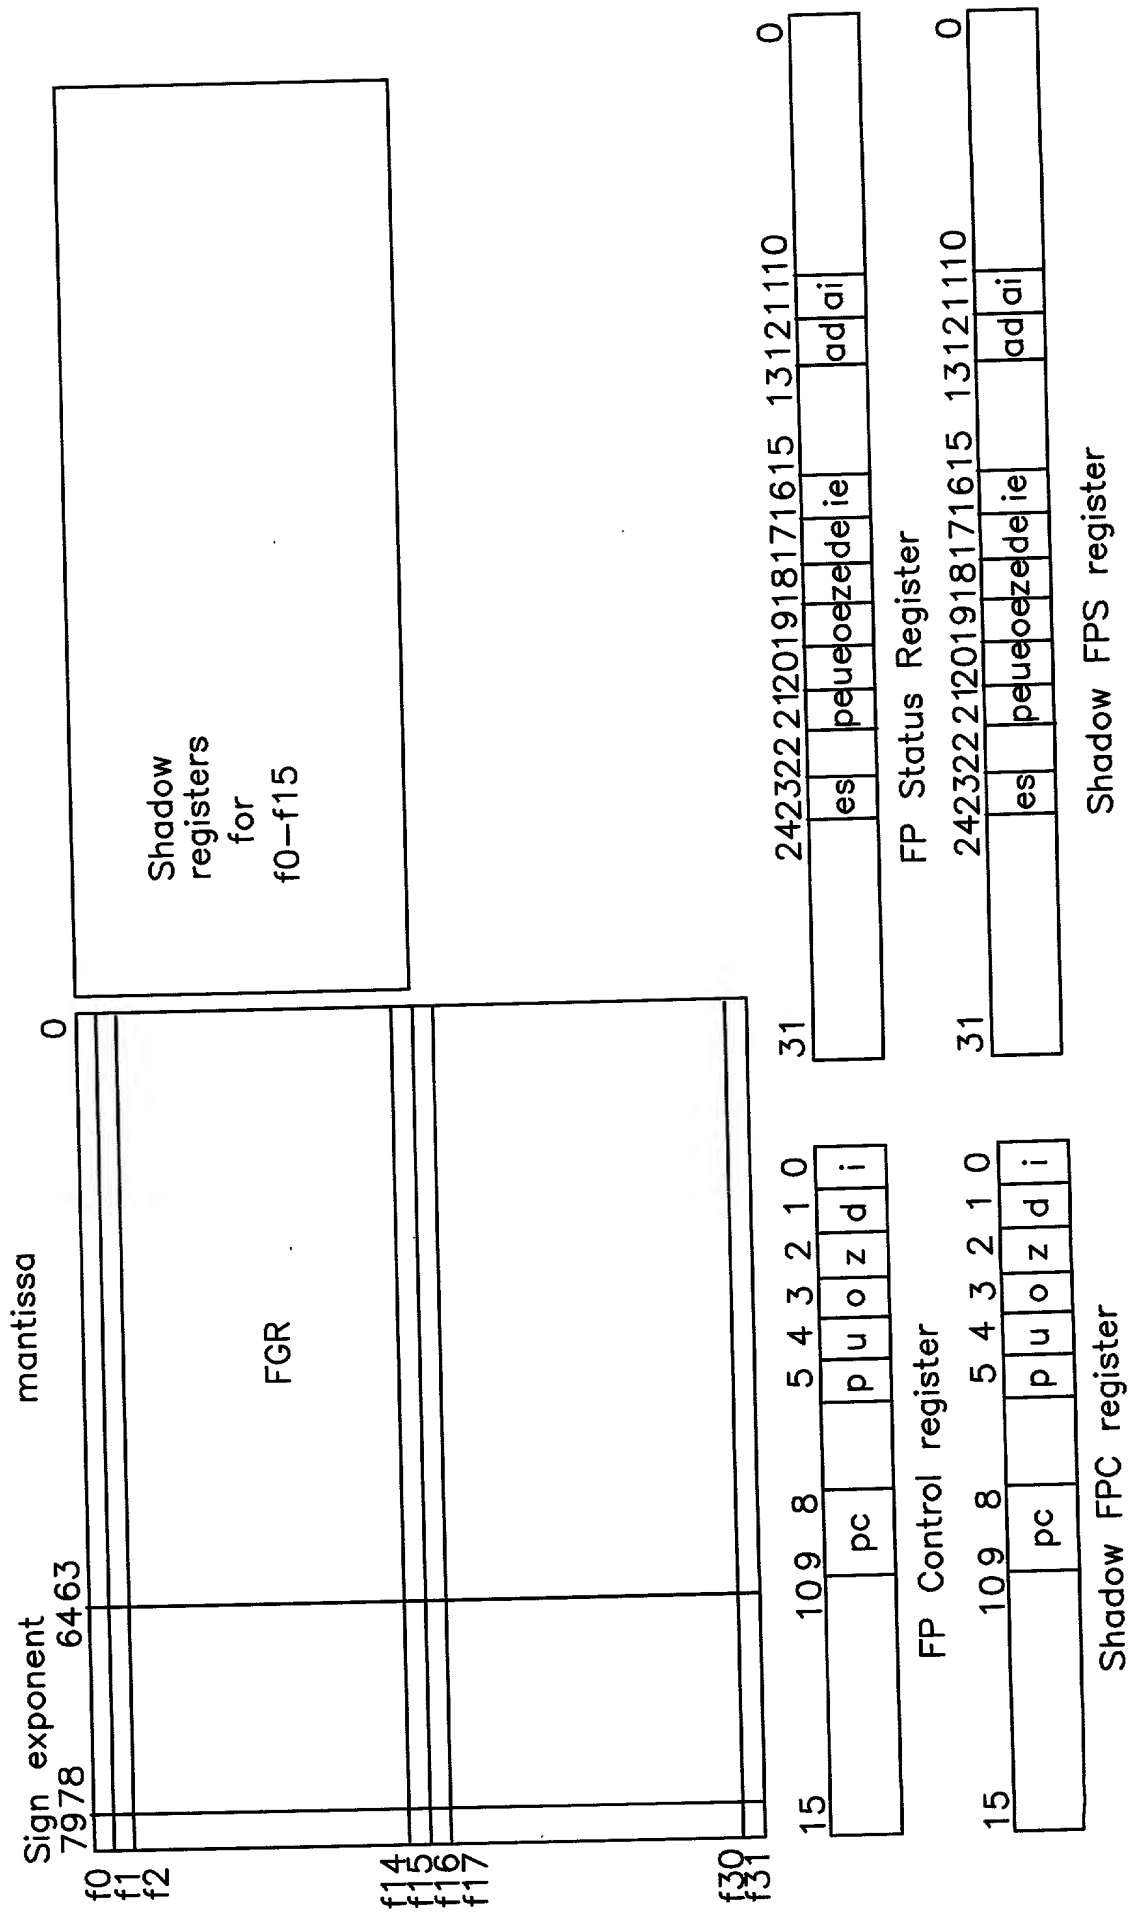 Sign exponent mantissa
79 78 64 63 0
f0
f1
f2
f14
f15
f16
f17
f30
f31
FGR
Shadow
registers
for
f0-f15
15 10 9 8 5 4 3 2 1 0
pc p u o z d i
FP Control register
15 10 9 8 5 4 3 2 1 0
pc p u o z d i
Shadow FPC register
31 24 23 22 21 20 19 18 17 16 15 13 12 11 10 0
es pe ue oe ze de ie ad ai
FP Status Register
31 24 23 22 21 20 19 18 17 16 15 13 12 11 10 0
es pe ue oe ze de ie ad ai
Shadow FPS register